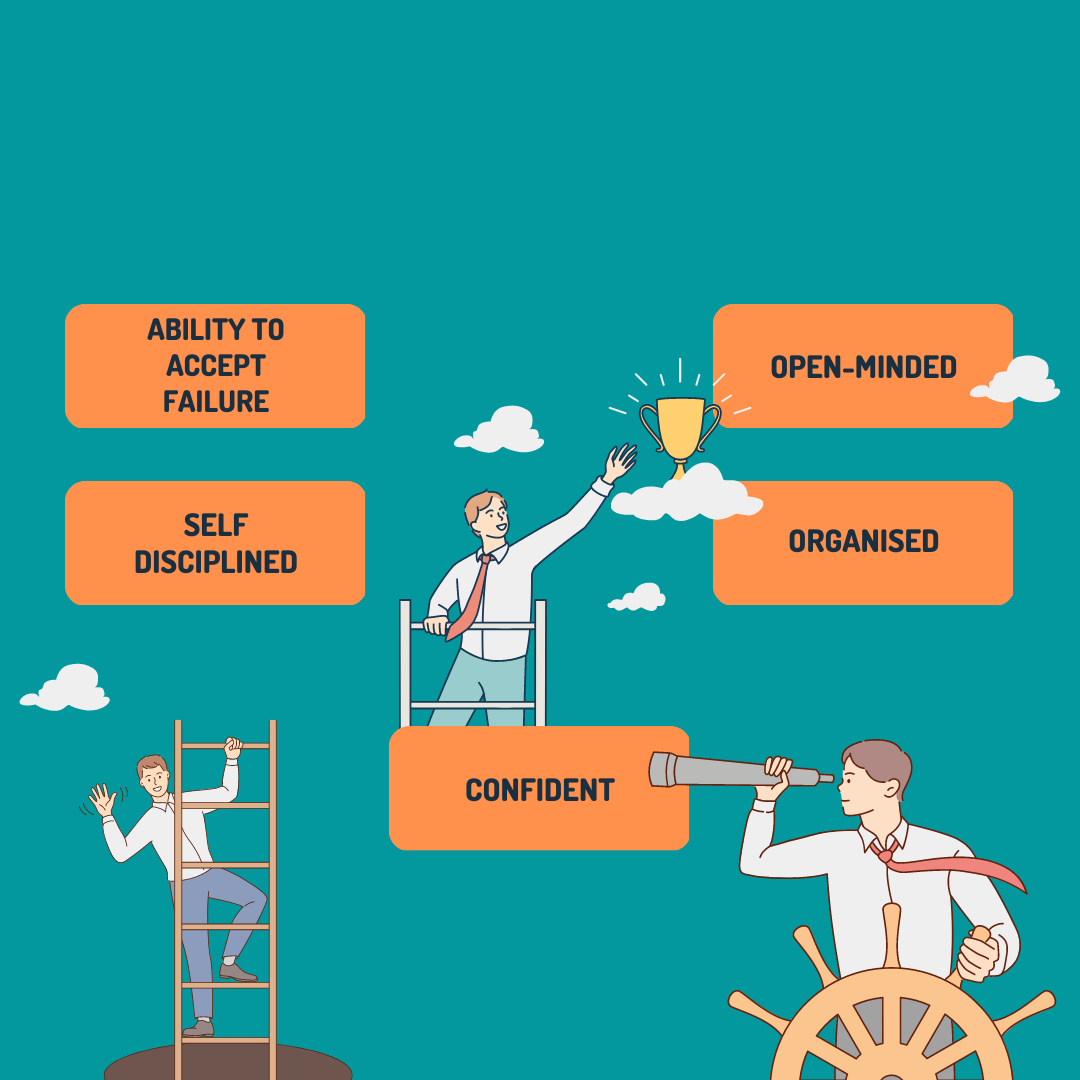 ABILITY TO
ACCEPT
FAILURE
OPEN-MINDED
SELF
DISCIPLINED
ORGANISED
CONFIDENT